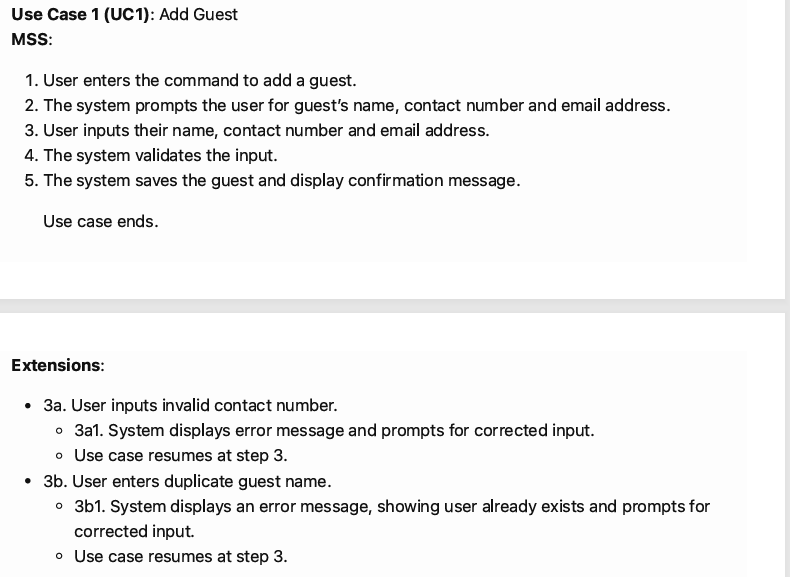 Use Case 1 (UC1): Add Guest
MSS:
1. User enters the command to add a guest.
2. The system prompts the user for guest's name, contact number and email address.
3. User inputs their name, contact number and email address.
4. The system validates the input.
5. The system saves the guest and display confirmation message.
Use case ends.
Extensions:
• 3a. User inputs invalid contact number.
◦ 3a1. System displays error message and prompts for corrected input.
◦ Use case resumes at step 3.
• 3b. User enters duplicate guest name.
◦ 3b1. System displays an error message, showing user already exists and prompts for
corrected input.
◦ Use case resumes at step 3.